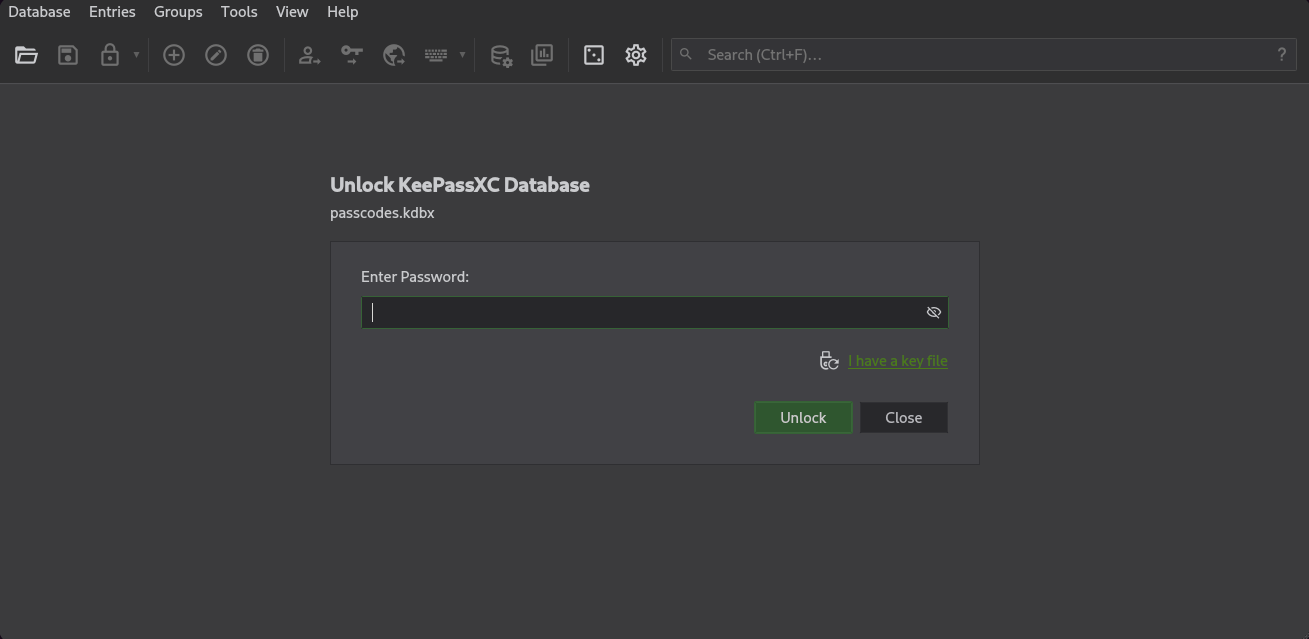 Database Entries Groups Tools View Help
Search (Ctrl+F)... ?
Unlock KeePassXC Database
passcodes.kdbx
Enter Password:
I have a key file
Unlock Close